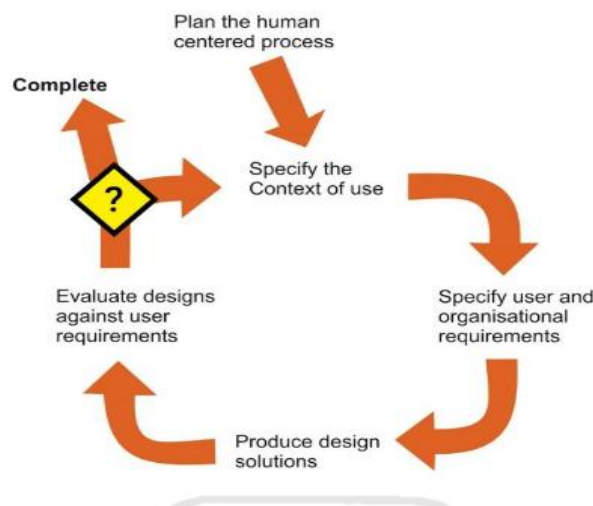 Plan the human
centered process
Complete
Specify the
Context of use
?
Evaluate designs
against user
requirements
Specify user and
organisational
requirements
Produce design
solutions